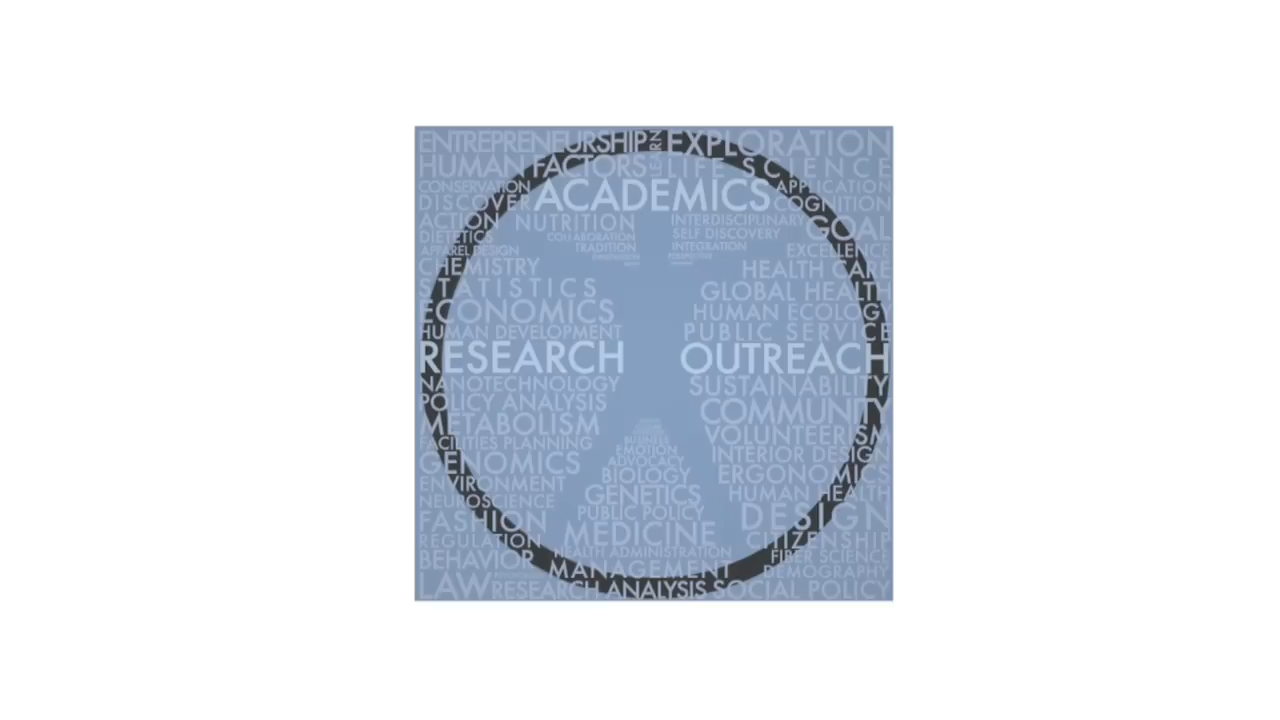 ENTREPRENEURSHIP LEARN EXPLORATION
HUMAN FACTORS LIFE SCIENCE
CONSERVATION ACADEMICS APPLICATION
DISCOVER COGNITION
ACTION NUTRITION INTERDISCIPLINARY GOAL
DIETETICS COLLABORATION SELF DISCOVERY
APPAREL DESIGN TRADITION INTEGRATION EXCELLENCE
PERSPECTIVE
CHEMISTRY HEALTH CARE
STATISTICS GLOBAL HEALTH
ECONOMICS HUMAN ECOLOGY
HUMAN DEVELOPMENT PUBLIC SERVICE
RESEARCH OUTREACH
NANOTECHNOLOGY SUSTAINABILITY
POLICY ANALYSIS COMMUNITY
METABOLISM VOLUNTEERISM
FACILITIES PLANNING BUSINESS INTERIOR DESIGN
EMOTION
GENOMICS ADVOCACY ERGONOMICS
ENVIRONMENT BIOLOGY HUMAN HEALTH
NEUROSCIENCE GENETICS
FASHION PUBLIC POLICY DESIGN
REGULATION MEDICINE CITIZENSHIP
BEHAVIOR HEALTH ADMINISTRATION FIBER SCIENCE
MANAGEMENT DEMOGRAPHY
LAW RESEARCH ANALYSIS SOCIAL POLICY